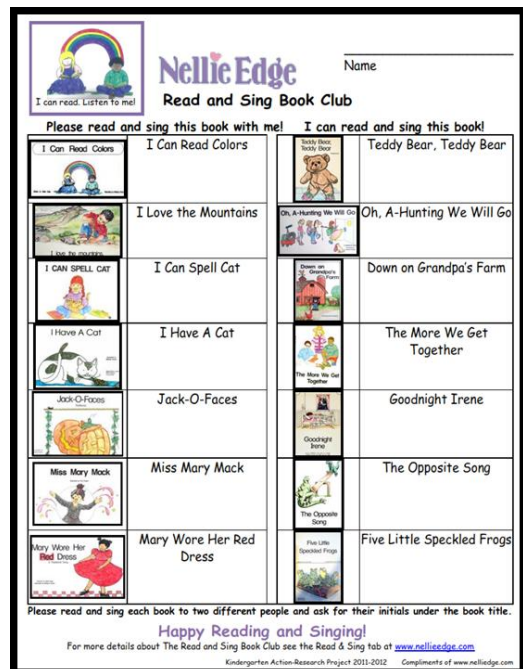 I can read. Listen to me!
Nellie Edge
Name
Read and Sing Book Club
Please read and sing this book with me!
I can read and sing this book!
I Can Read Colors
I Can Read Colors
I love the mountains
I Love the Mountains
I CAN SPELL CAT
I Can Spell Cat
I Have A Cat
I Have A Cat
Jack-O-Faces
Jack-O-Faces
Miss Mary Mack
Miss Mary Mack
Mary Wore Her
Red Dress
Mary Wore Her Red
Dress
Teddy Bear,
Teddy Bear
Teddy Bear, Teddy Bear
Oh, A-Hunting We Will Go
Oh, A-Hunting We Will Go
Down on
Grandpa's
Farm
Down on Grandpa's Farm
The More We Get
Together
The More We Get
Together
Goodnight
Irene
Goodnight Irene
The Opposite
Song
The Opposite Song
Five Little
Speckled Frogs
Five Little Speckled Frogs
Please read and sing each book to two different people and ask for their initials under the book title.
Happy Reading and Singing!
For more details about The Read and Sing Book Club see the Read & Sing tab at www.nellieedge.com
Kindergarten Action-Research Project 2011-2012 Compliments of www.nellieedge.com